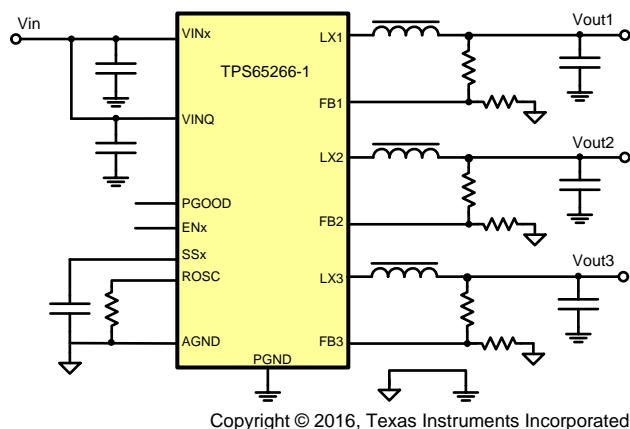 Vin
VINx
LX1
Vout1
TPS65266-1
FB1
VINQ
LX2
Vout2
PGOOD
ENx
FB2
SSx
ROSC
LX3
Vout3
AGND
FB3
PGND
Copyright © 2016, Texas Instruments Incorporated